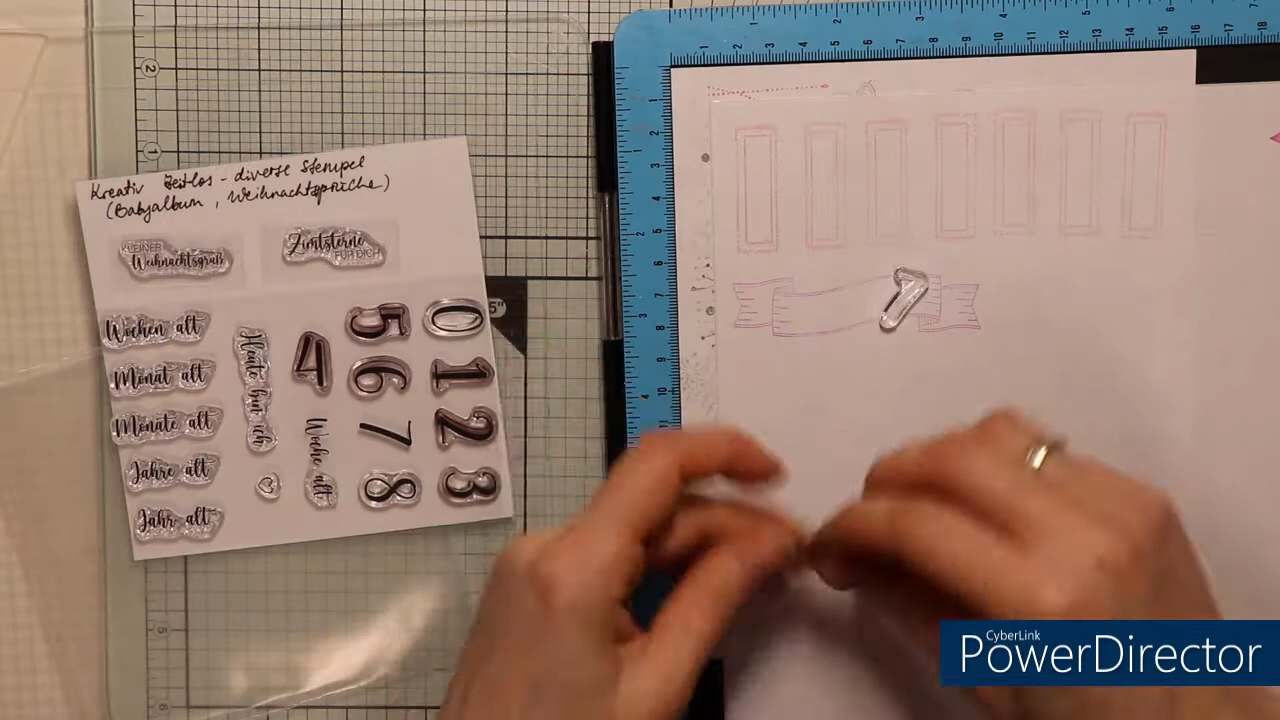 Kreativ Zeitlos - diverse Stempel
(Babyalbum, Weihnachtssprüche)
KLEINER
Weihnachtsgruß
Zimtsterne
FÜR DICH
Wochen alt
Monat alt
Monate alt
Jahre alt
Jahr alt
Heute bin ich
Woche alt
4
5
6
7
8
0
1
2
3
7
CyberLink
PowerDirector